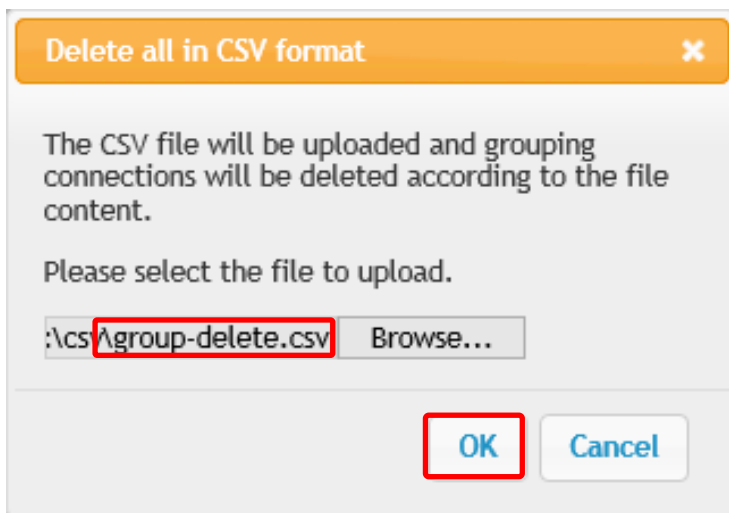 Delete all in CSV format
The CSV file will be uploaded and grouping
connections will be deleted according to the file
content.
Please select the file to upload.
:\csv\group-delete.csv Browse...
OK Cancel